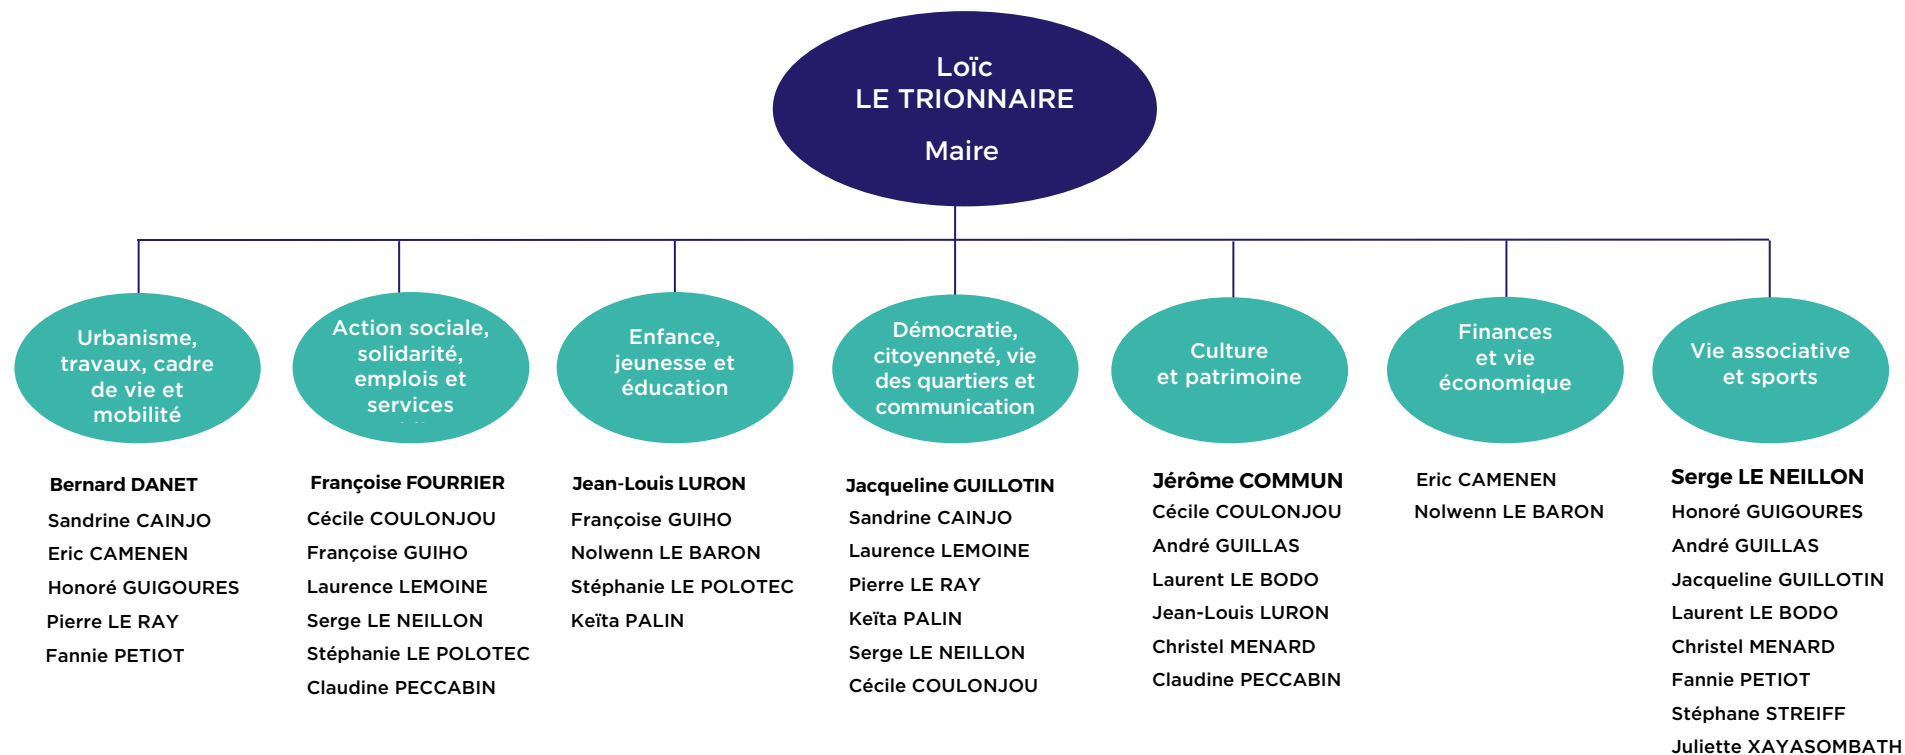 Loïc
LE TRIONNAIRE
Maire
Urbanisme,
travaux, cadre
de vie et
mobilité
Action sociale,
solidarité,
emplois et
services
Enfance,
jeunesse et
éducation
Démocratie,
citoyenneté, vie
des quartiers et
communication
Culture
et patrimoine
Finances
et vie
économique
Vie associative
et sports
Bernard DANET
Sandrine CAINJO
Eric CAMENEN
Honoré GUIGOURES
Pierre LE RAY
Fannie PETIOT
Françoise FOURRIER
Cécile COULONJOU
Françoise GUIHO
Laurence LEMOINE
Serge LE NEILLON
Stéphanie LE POLOTEC
Claudine PECCABIN
Jean-Louis LURON
Françoise GUIHO
Nolwenn LE BARON
Stéphanie LE POLOTEC
Keïta PALIN
Jacqueline GUILLOTIN
Sandrine CAINJO
Laurence LEMOINE
Pierre LE RAY
Keïta PALIN
Serge LE NEILLON
Cécile COULONJOU
Jérôme COMMUN
Cécile COULONJOU
André GUILLAS
Laurent LE BODO
Jean-Louis LURON
Christel MENARD
Claudine PECCABIN
Eric CAMENEN
Nolwenn LE BARON
Serge LE NEILLON
Honoré GUIGOURES
André GUILLAS
Jacqueline GUILLOTIN
Laurent LE BODO
Christel MENARD
Fannie PETIOT
Stéphane STREIFF
Juliette XAYASOMBATH